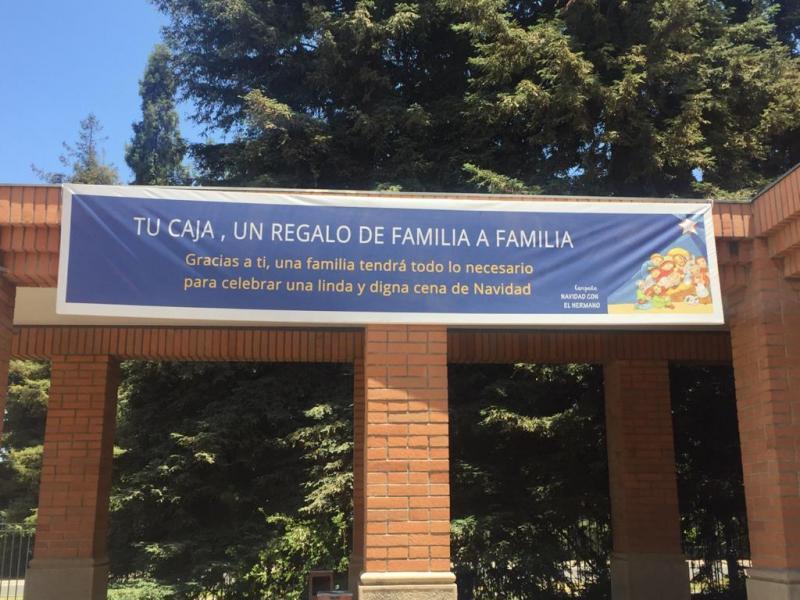 TU CAJA , UN REGALO DE FAMILIA A FAMILIA
Gracias a ti, una familia tendrá todo lo necesario
para celebrar una linda y digna cena de Navidad
Campaña
NAVIDAD CON
EL HERMANO